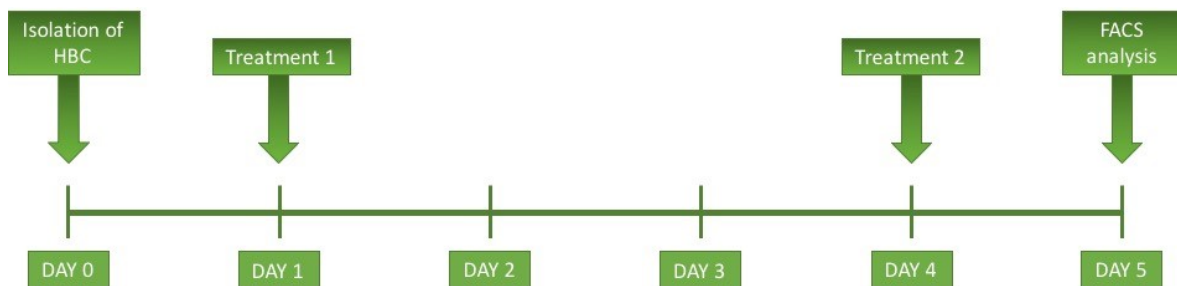 Isolation of
HBC
Treatment 1
Treatment 2
FACS
analysis
DAY 0
DAY 1
DAY 2
DAY 3
DAY 4
DAY 5